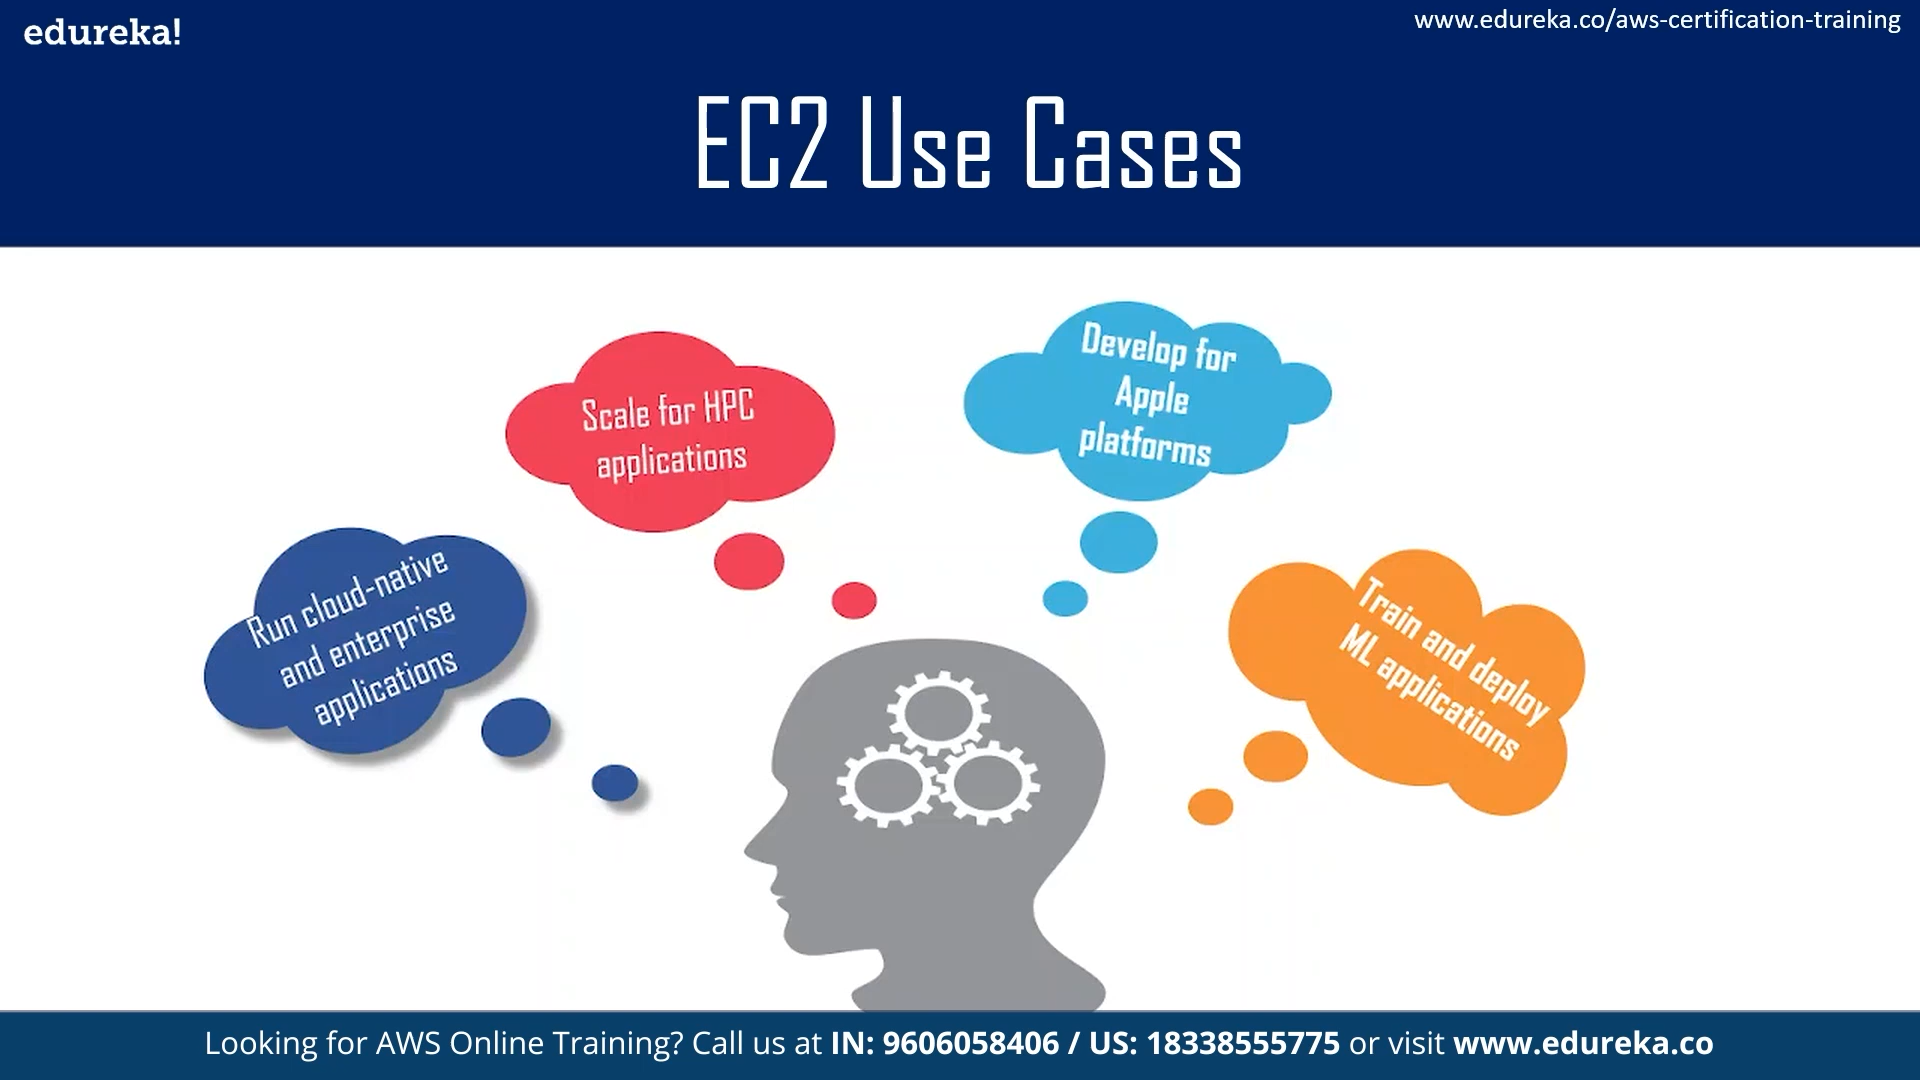 edureka!
www.edureka.co/aws-certification-training
EC2 Use Cases
Run cloud-native
and enterprise
applications
Scale for HPC
applications
Develop for
Apple
platforms
Train and deploy
ML applications
Looking for AWS Online Training? Call us at IN: 9606058406 / US: 18338555775 or visit www.edureka.co